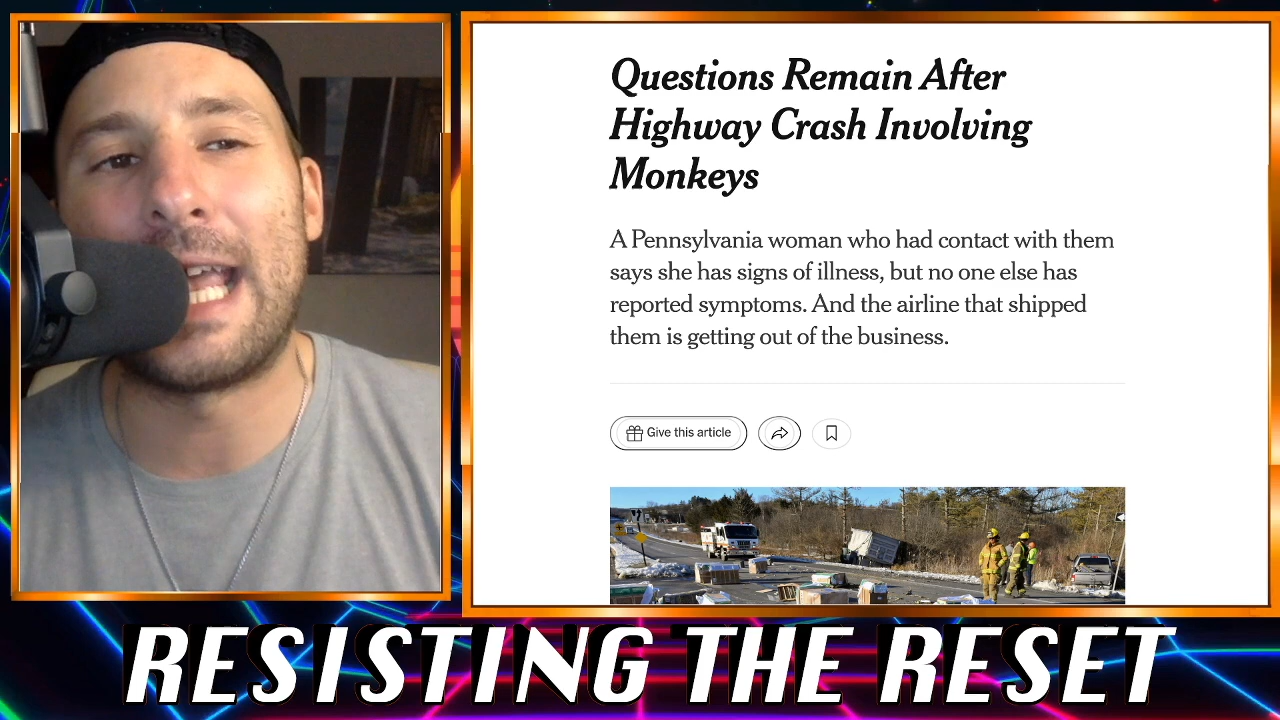 Questions Remain After
Highway Crash Involving
Monkeys
A Pennsylvania woman who had contact with them
says she has signs of illness, but no one else has
reported symptoms. And the airline that shipped
them is getting out of the business.
Give this article
RESISTING THE RESET